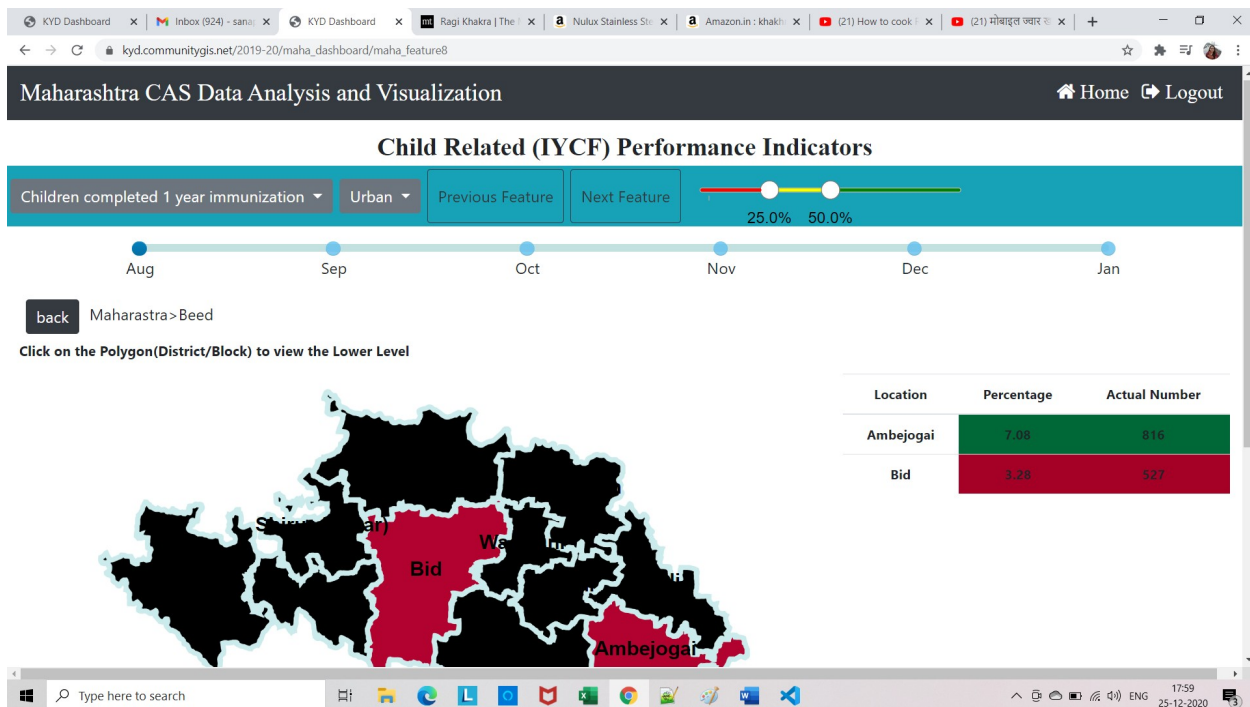 KYD Dashboard
Inbox (924) - sanap
KYD Dashboard
Ragi Khakra | The
Nulux Stainless Ste
Amazon.in : khakh
(21) How to cook
(21) मोबाइल ज्वार
kyd.communitygis.net/2019-20/maha_dashboard/maha_feature8
Maharashtra CAS Data Analysis and Visualization
Home Logout
Child Related (IYCF) Performance Indicators
Children completed 1 year immunization Urban Previous Feature Next Feature
25.0% 50.0%
Aug Sep Oct Nov Dec Jan
back Maharastra>Beed
Click on the Polygon(District/Block) to view the Lower Level
Location Percentage Actual Number
Ambejogai 7.08 816
Bid 3.28 527
Bid
Ambejogai
Type here to search
ENG
17:59
25-12-2020
3